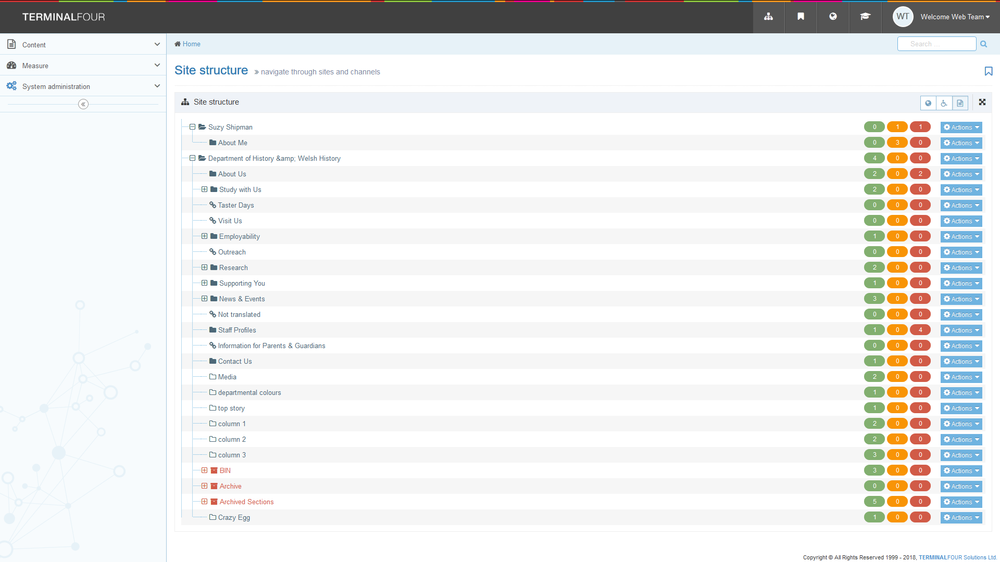 TERMINALFOUR
WT Welcome Web Team
Content
Measure
System administration
Home
Search ...
Site structure » navigate through sites and channels
Site structure
Suzy Shipman 0 1 1 Actions
About Me 0 3 0 Actions
Department of History &amp; Welsh History 4 0 0 Actions
About Us 2 0 2 Actions
Study with Us 2 0 0 Actions
Taster Days 0 0 0 Actions
Visit Us 0 0 0 Actions
Employability 1 0 0 Actions
Outreach 0 0 0 Actions
Research 2 0 0 Actions
Supporting You 1 0 0 Actions
News & Events 3 0 0 Actions
Not translated 0 0 0 Actions
Staff Profiles 1 0 4 Actions
Information for Parents & Guardians 0 0 0 Actions
Contact Us 1 0 0 Actions
Media 2 0 0 Actions
departmental colours 1 0 0 Actions
top story 1 0 0 Actions
column 1 2 0 0 Actions
column 2 2 0 0 Actions
column 3 3 0 0 Actions
BIN 3 0 0 Actions
Archive 0 0 0 Actions
Archived Sections 5 0 0 Actions
Crazy Egg 1 0 0 Actions
Copyright © All Rights Reserved 1999 - 2018, TERMINALFOUR Solutions Ltd.